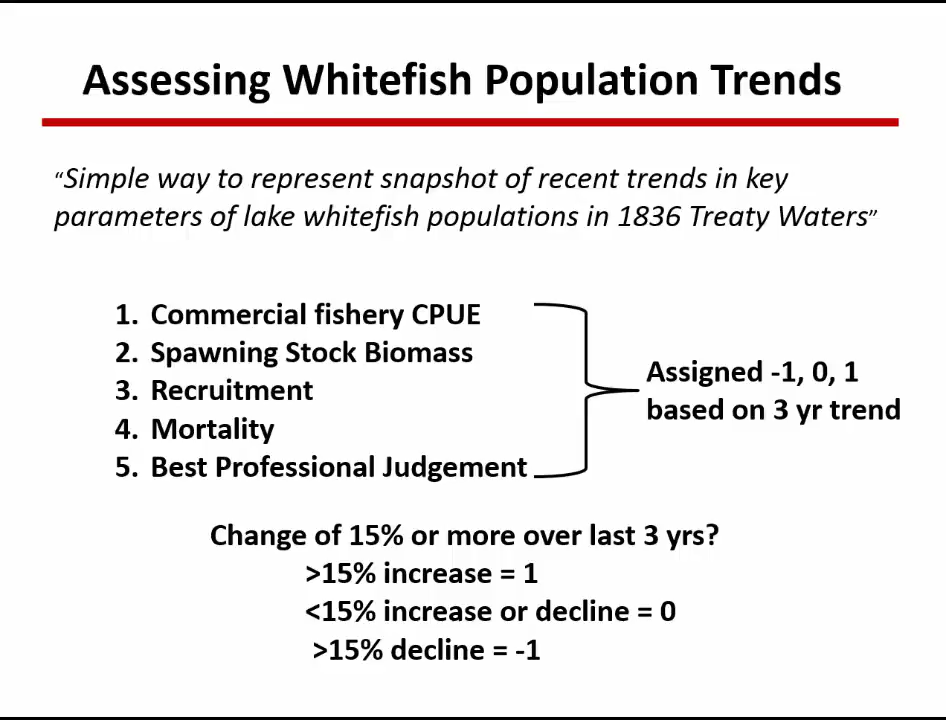 Assessing Whitefish Population Trends
“Simple way to represent snapshot of recent trends in key
parameters of lake whitefish populations in 1836 Treaty Waters”
1. Commercial fishery CPUE
2. Spawning Stock Biomass
3. Recruitment
4. Mortality
5. Best Professional Judgement
Assigned -1, 0, 1
based on 3 yr trend
Change of 15% or more over last 3 yrs?
>15% increase = 1
<15% increase or decline = 0
>15% decline = -1